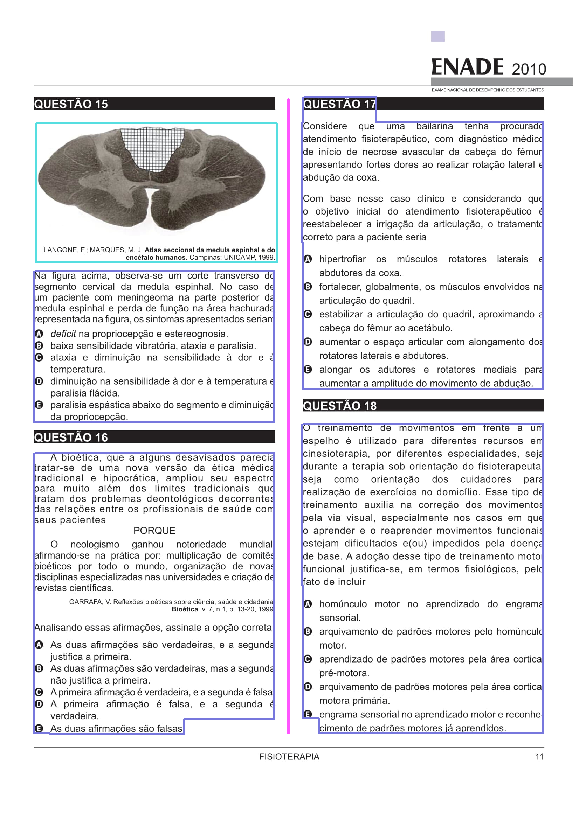 ENADE 2010
EXAME NACIONAL DE DESEMPENHO DOS ESTUDANTES
QUESTÃO 15
LANGONE, F.; MARQUES, M. J. Atlas seccional da medula espinhal e do
encéfalo humanos. Campinas: UNICAMP, 1999.
Na figura acima, observa-se um corte transverso do
segmento cervical da medula espinhal. No caso de
um paciente com meningeoma na parte posterior da
medula espinhal e perda de função na área hachurada
representada na figura, os sintomas apresentados seriam
A deficit na propriocepção e estereognosia.
B baixa sensibilidade vibratória, ataxia e paralisia.
C ataxia e diminuição na sensibilidade à dor e à
temperatura.
D diminuição na sensibilidade à dor e à temperatura e
paralisia flácida.
E paralisia espástica abaixo do segmento e diminuição
da propriocepção.
QUESTÃO 16
A bioética, que a alguns desavisados parecia
tratar-se de uma nova versão da ética médica
tradicional e hipocrática, ampliou seu espectro
para muito além dos limites tradicionais que
tratam dos problemas deontológicos decorrentes
das relações entre os profissionais de saúde com
seus pacientes
PORQUE
O neologismo ganhou notoriedade mundial,
afirmando-se na prática por: multiplicação de comitês
bioéticos por todo o mundo, organização de novas
disciplinas especializadas nas universidades e criação de
revistas científicas.
GARRAFA, V. Reflexões bioéticas sobre ciência, saúde e cidadania.
Bioética, v. 7, n.1, p. 13-20, 1999.
Analisando essas afirmações, assinale a opção correta.
A As duas afirmações são verdadeiras, e a segunda
justifica a primeira.
B As duas afirmações são verdadeiras, mas a segunda
não justifica a primeira.
C A primeira afirmação é verdadeira, e a segunda é falsa.
D A primeira afirmação é falsa, e a segunda é
verdadeira.
E As duas afirmações são falsas.
QUESTÃO 17
Considere que uma bailarina tenha procurado
atendimento fisioterapêutico, com diagnóstico médico
de início de necrose avascular da cabeça do fêmur,
apresentando fortes dores ao realizar rotação lateral e
abdução da coxa.
Com base nesse caso clínico e considerando que
o objetivo inicial do atendimento fisioterapêutico é
reestabelecer a irrigação da articulação, o tratamento
correto para a paciente seria
A hipertrofiar os músculos rotatores laterais e
abdutores da coxa.
B fortalecer, globalmente, os músculos envolvidos na
articulação do quadril.
C estabilizar a articulação do quadril, aproximando a
cabeça do fêmur ao acetábulo.
D aumentar o espaço articular com alongamento dos
rotatores laterais e abdutores.
E alongar os adutores e rotatores mediais para
aumentar a amplitude do movimento de abdução.
QUESTÃO 18
O treinamento de movimentos em frente a um
espelho é utilizado para diferentes recursos em
cinesioterapia, por diferentes especialidades, seja
durante a terapia sob orientação do fisioterapeuta,
seja como orientação dos cuidadores para
realização de exercícios no domicílio. Esse tipo de
treinamento auxilia na correção dos movimentos
pela via visual, especialmente nos casos em que
o aprender e o reaprender movimentos funcionais
estejam dificultados e(ou) impedidos pela doença
de base. A adoção desse tipo de treinamento motor
funcional justifica-se, em termos fisiológicos, pelo
fato de incluir
A homúnculo motor no aprendizado do engrama
sensorial.
B arquivamento de padrões motores pelo homúnculo
motor.
C aprendizado de padrões motores pela área cortical
pré-motora.
D arquivamento de padrões motores pela área cortical
motora primária.
E engrama sensorial no aprendizado motor e reconhe-
cimento de padrões motores já aprendidos.
FISIOTERAPIA 11